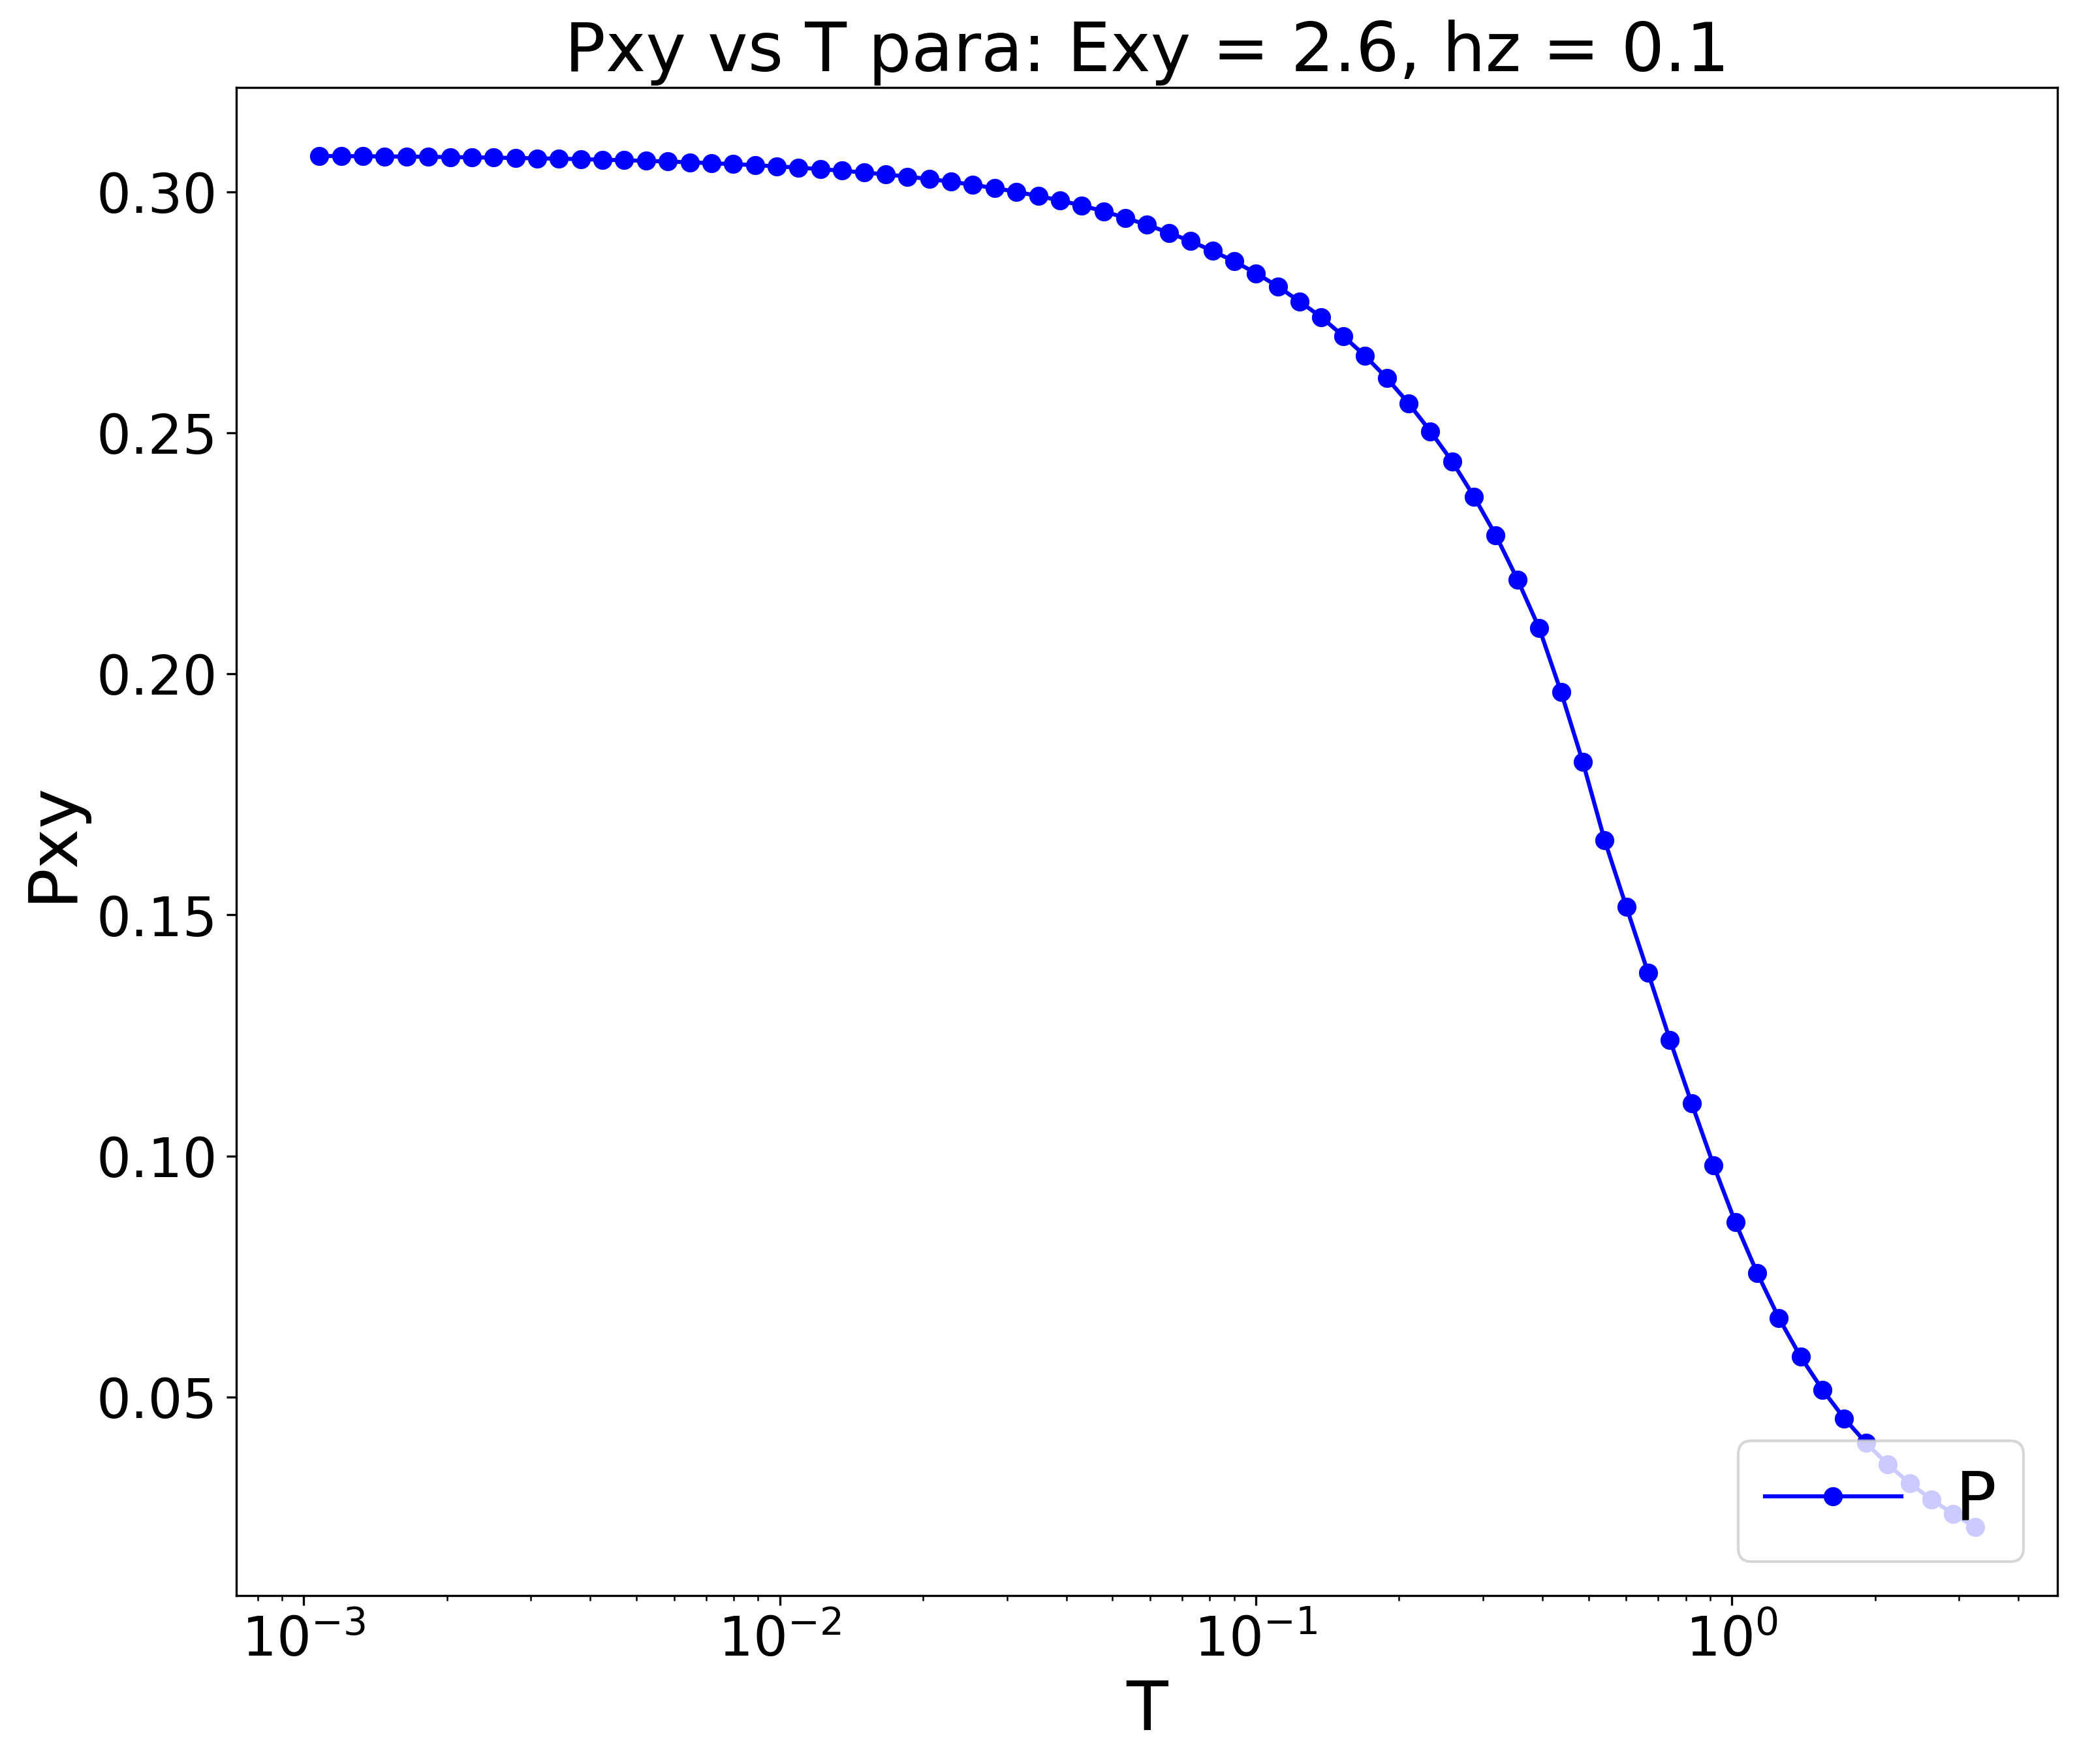 Pxy vs T para: Exy = 2.6, hz = 0.1
Pxy
0.30
0.25
0.20
0.15
0.10
0.05
P
10⁻³ 10⁻² 10⁻¹ 10⁰
T